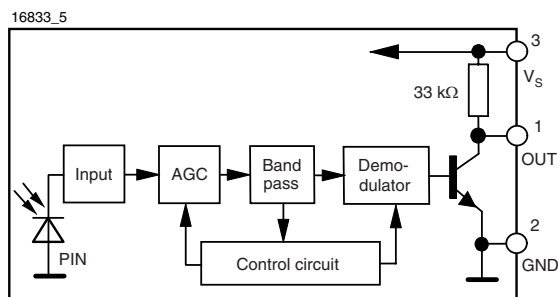 16833_5
3
V_S
33 kΩ
1
OUT
Input
AGC
Band
pass
Demo-
dulator
2
GND
PIN
Control circuit